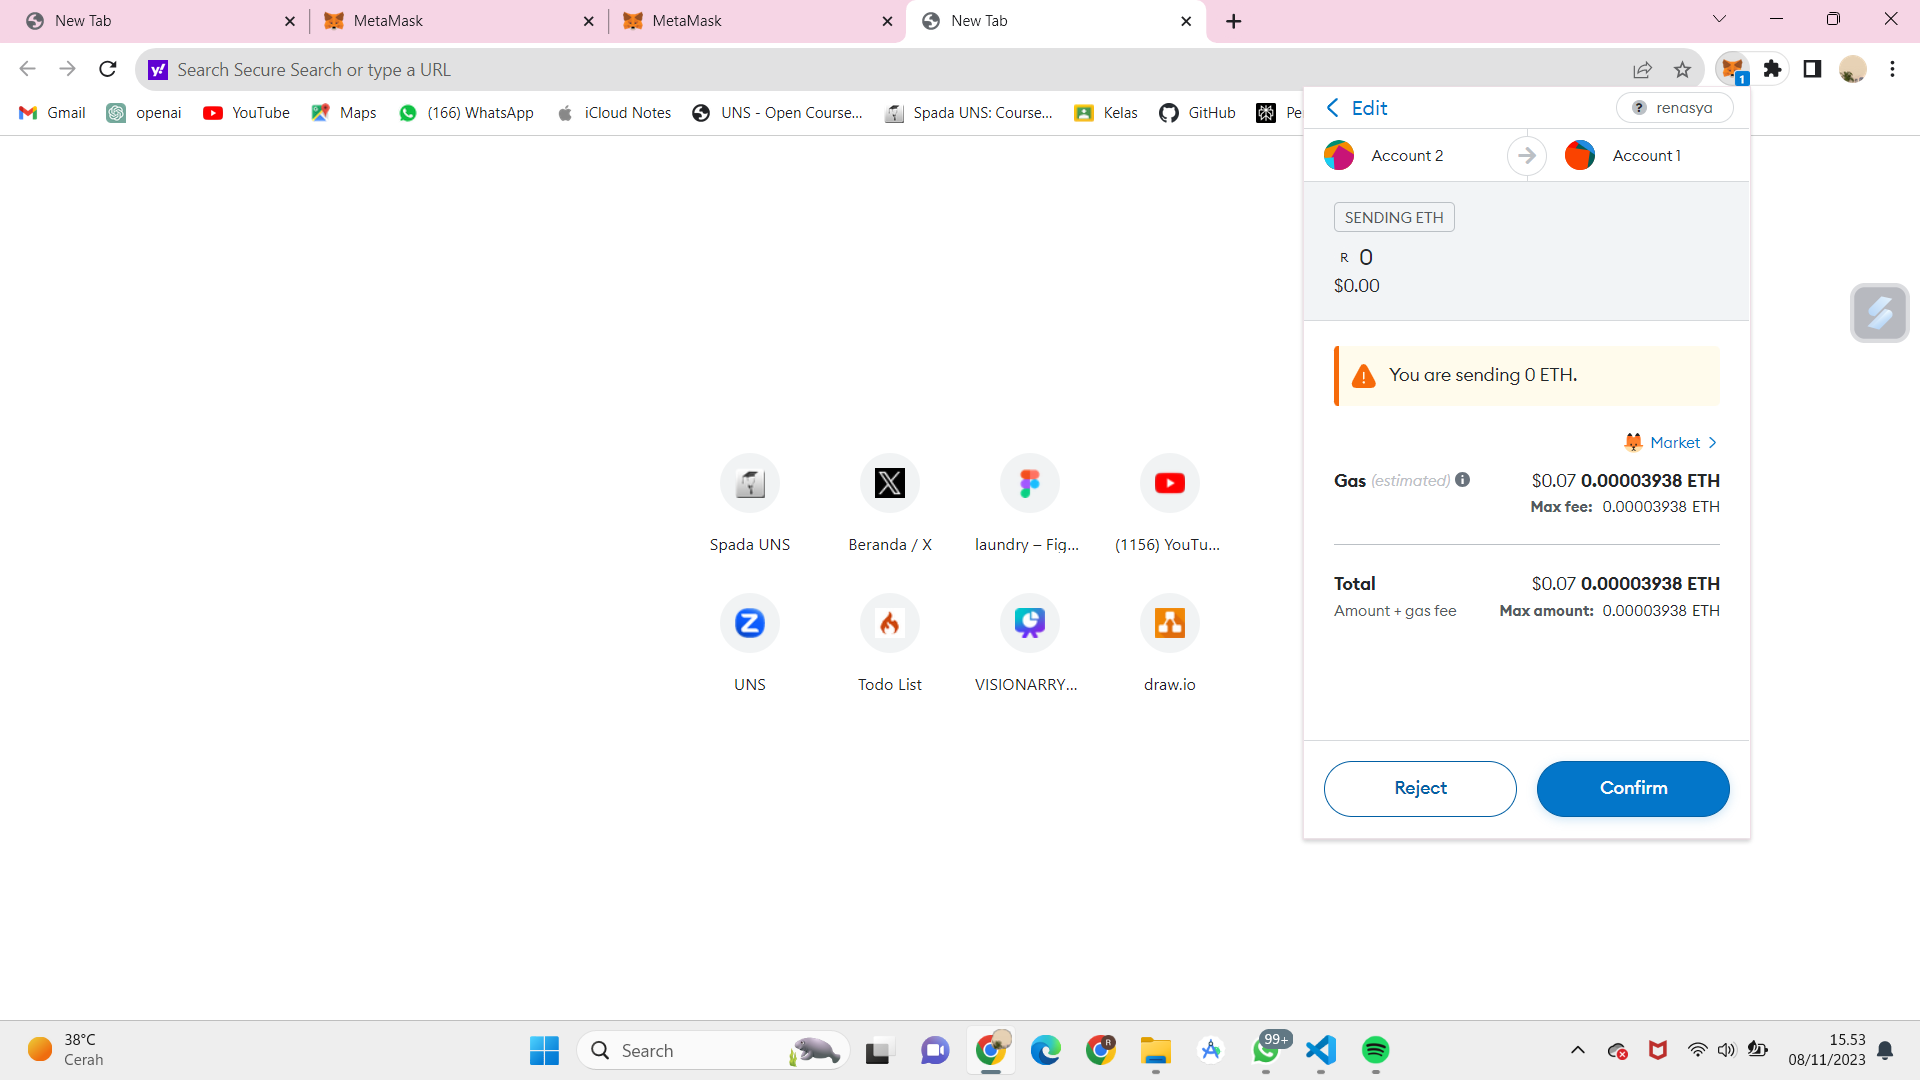 New Tab
MetaMask
MetaMask
New Tab
Search Secure Search or type a URL
1
Gmail
openai
YouTube
Maps
(166) WhatsApp
iCloud Notes
UNS - Open Course...
Spada UNS: Course...
Kelas
GitHub
Pe
Edit
renasya
Account 2
Account 1
SENDING ETH
R 0
$0.00
You are sending 0 ETH.
Market
Gas (estimated) $0.07 0.00003938 ETH
Max fee: 0.00003938 ETH
Total $0.07 0.00003938 ETH
Amount + gas fee Max amount: 0.00003938 ETH
Reject
Confirm
Spada UNS
Beranda / X
laundry – Fig...
(1156) YouTu...
UNS
Todo List
VISIONARRY...
draw.io
38°C
Cerah
Search
99+
15.53
08/11/2023